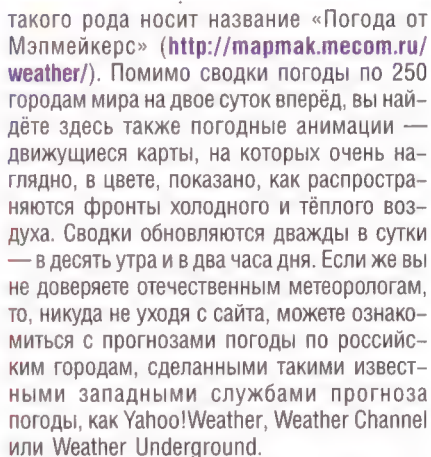 такого рода носит название «Погода от
Мэпмейкерс» (http://mapmak.mecom.ru/
weather/). Помимо сводки погоды по 250
городам мира на двое суток вперёд, вы най-
дёте здесь также погодные анимации —
движущиеся карты, на которых очень на-
глядно, в цвете, показано, как распростра-
няются фронты холодного и тёплого воз-
духа. Сводки обновляются дважды в сутки
— в десять утра и в два часа дня. Если же вы
не доверяете отечественным метеорологам,
то, никуда не уходя с сайта, можете ознако-
миться с прогнозами погоды по российс-
ким городам, сделанными такими извест-
ными западными службами прогноза
погоды, как Yahoo!Weather, Weather Channel
или Weather Underground.